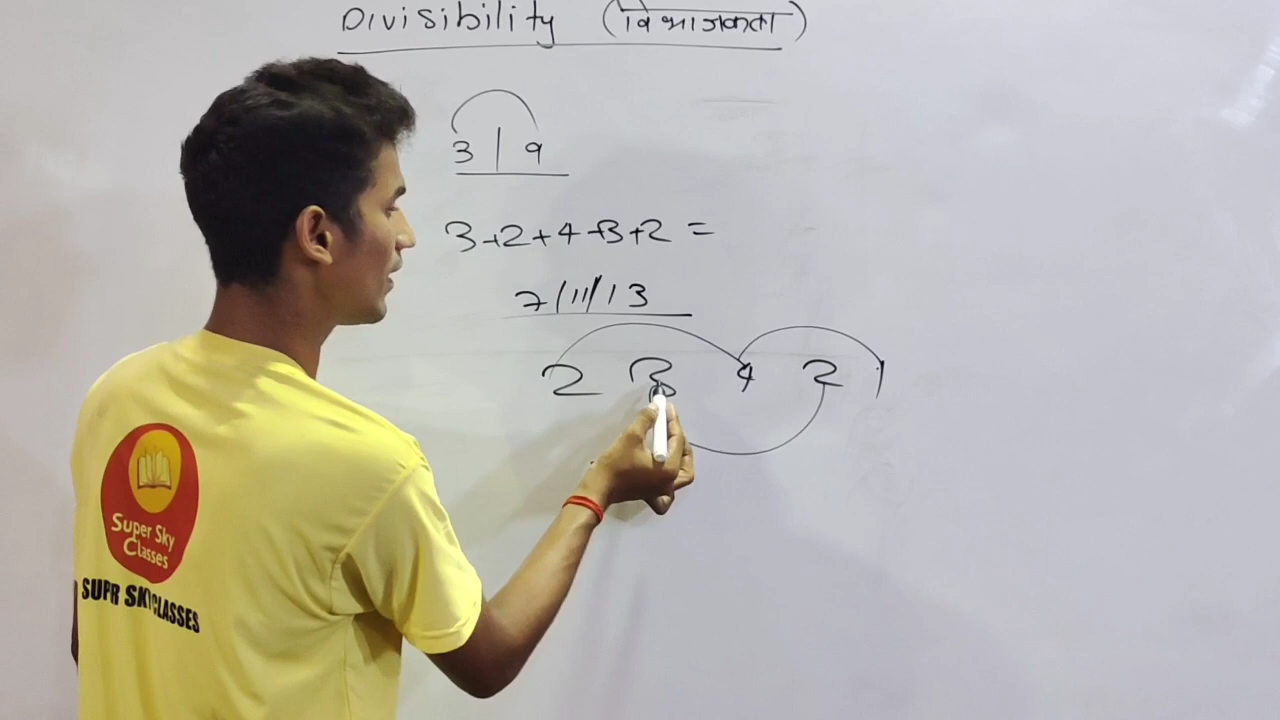 Divisibility (विभाजकता)
3 | 9
3+2+4+3+2 =
7/11/13
2 3 4 2 1
Super Sky
Classes
SUPR SKY CLASSES